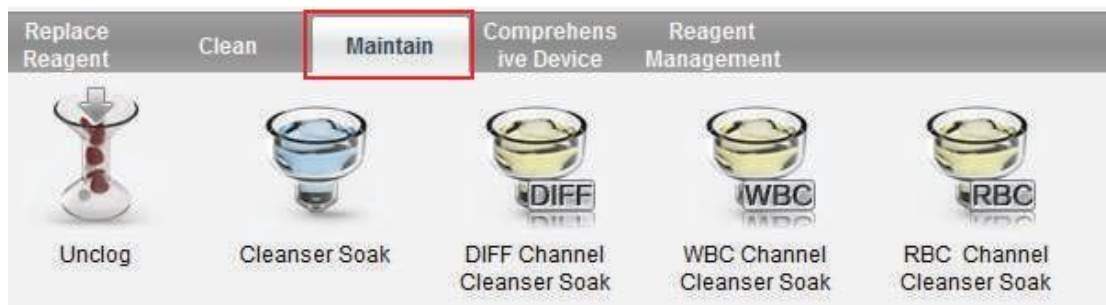 Replace
Reagent
Clean
Maintain
Comprehens
ive Device
Reagent
Management
DIFF
WBC
RBC
Unclog
Cleanser Soak
DIFF Channel
Cleanser Soak
WBC Channel
Cleanser Soak
RBC Channel
Cleanser Soak